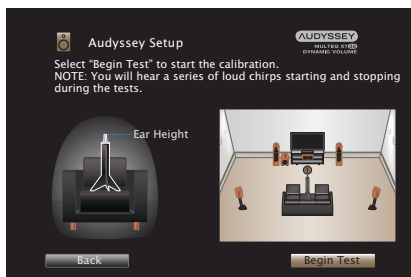 Audyssey Setup
AUDYSSEY
MULTEQ XT32
DYNAMIC VOLUME
Select “Begin Test” to start the calibration.
NOTE: You will hear a series of loud chirps starting and stopping
during the tests.
Ear Height
Back
Begin Test